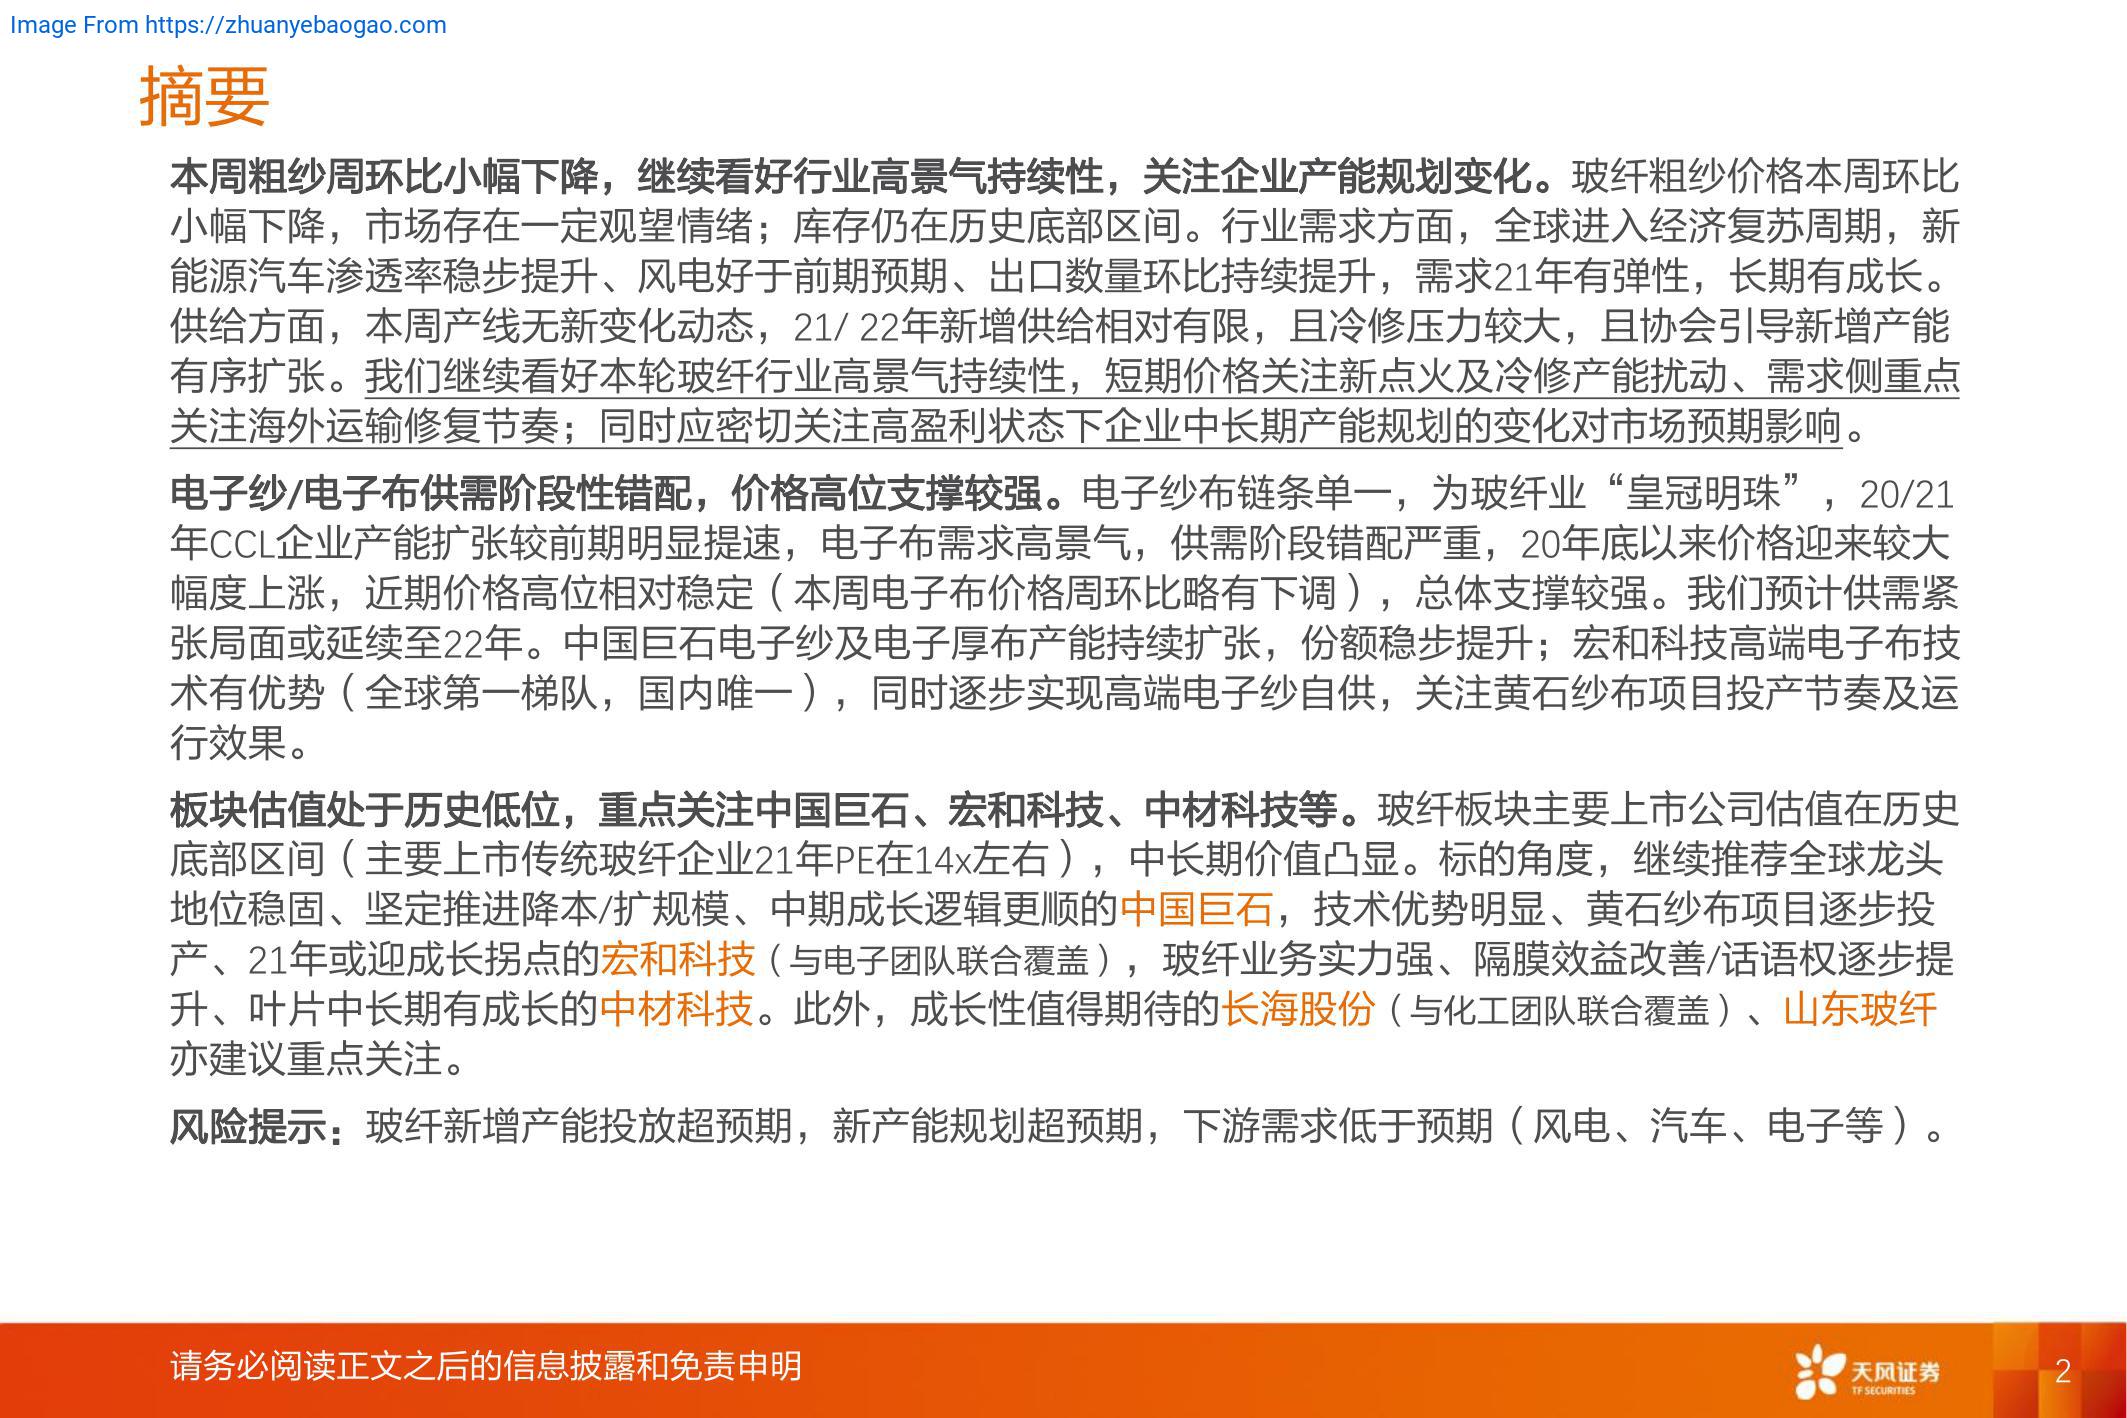 Image From https://zhuanyebaogao.com
摘要
本周粗纱周环比小幅下降，继续看好行业高景气持续性，关注企业产能规划变化。玻纤粗纱价格本周环比
小幅下降，市场存在一定观望情绪；库存仍在历史底部区间。行业需求方面，全球进入经济复苏周期，新
能源汽车渗透率稳步提升、风电好于前期预期、出口数量环比持续提升，需求21年有弹性，长期有成长。
供给方面，本周产线无新变化动态，21/ 22年新增供给相对有限，且冷修压力较大，且协会引导新增产能
有序扩张。我们继续看好本轮玻纤行业高景气持续性，短期价格关注新点火及冷修产能扰动、需求侧重点
关注海外运输修复节奏；同时应密切关注高盈利状态下企业中长期产能规划的变化对市场预期影响。
电子纱/电子布供需阶段性错配，价格高位支撑较强。电子纱布链条单一，为玻纤业“皇冠明珠”，20/21
年CCL企业产能扩张较前期明显提速，电子布需求高景气，供需阶段错配严重，20年底以来价格迎来较大
幅度上涨，近期价格高位相对稳定（本周电子布价格周环比略有下调），总体支撑较强。我们预计供需紧
张局面或延续至22年。中国巨石电子纱及电子厚布产能持续扩张，份额稳步提升；宏和科技高端电子布技
术有优势（全球第一梯队，国内唯一），同时逐步实现高端电子纱自供，关注黄石纱布项目投产节奏及运
行效果。
板块估值处于历史低位，重点关注中国巨石、宏和科技、中材科技等。玻纤板块主要上市公司估值在历史
底部区间（主要上市传统玻纤企业21年PE在14x左右），中长期价值凸显。标的角度，继续推荐全球龙头
地位稳固、坚定推进降本/扩规模、中期成长逻辑更顺的中国巨石，技术优势明显、黄石纱布项目逐步投
产、21年或迎成长拐点的宏和科技（与电子团队联合覆盖），玻纤业务实力强、隔膜效益改善/话语权逐步提
升、叶片中长期有成长的中材科技。此外，成长性值得期待的长海股份（与化工团队联合覆盖）、山东玻纤
亦建议重点关注。
风险提示：玻纤新增产能投放超预期，新产能规划超预期，下游需求低于预期（风电、汽车、电子等）。
请务必阅读正文之后的信息披露和免责申明
天风证券
TF SECURITIES
2